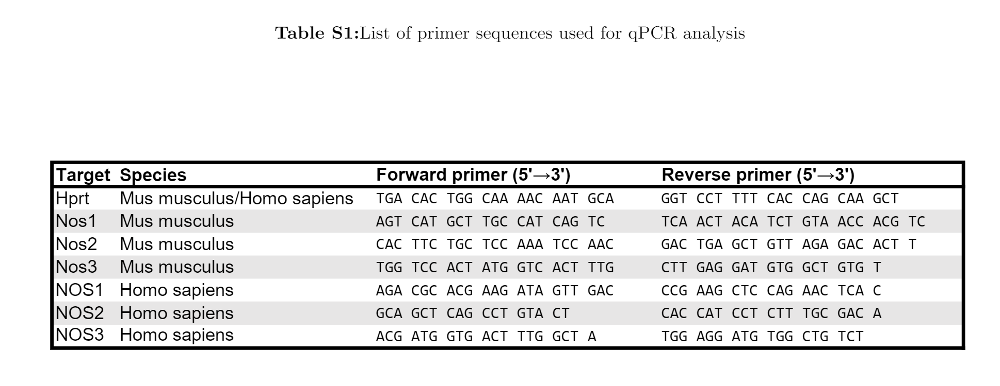 Table S1:List of primer sequences used for qPCR analysis
Target Species Forward primer (5'→3') Reverse primer (5'→3')
Hprt Mus musculus/Homo sapiens TGA CAC TGG CAA AAC AAT GCA GGT CCT TTT CAC CAG CAA GCT
Nos1 Mus musculus AGT CAT GCT TGC CAT CAG TC TCA ACT ACA TCT GTA ACC ACG TC
Nos2 Mus musculus CAC TTC TGC TCC AAA TCC AAC GAC TGA GCT GTT AGA GAC ACT T
Nos3 Mus musculus TGG TCC ACT ATG GTC ACT TTG CTT GAG GAT GTG GCT GTG T
NOS1 Homo sapiens AGA CGC ACG AAG ATA GTT GAC CCG AAG CTC CAG AAC TCA C
NOS2 Homo sapiens GCA GCT CAG CCT GTA CT CAC CAT CCT CTT TGC GAC A
NOS3 Homo sapiens ACG ATG GTG ACT TTG GCT A TGG AGG ATG TGG CTG TCT